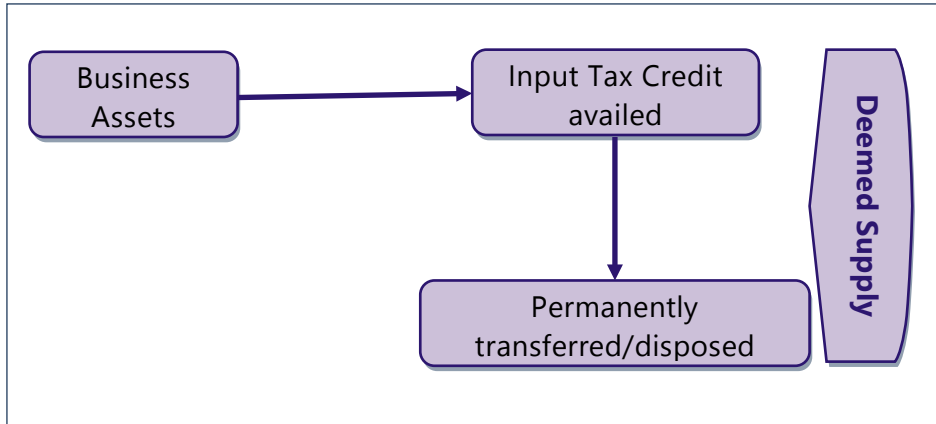 Business
Assets
Input Tax Credit
availed
Deemed Supply
Permanently
transferred/disposed